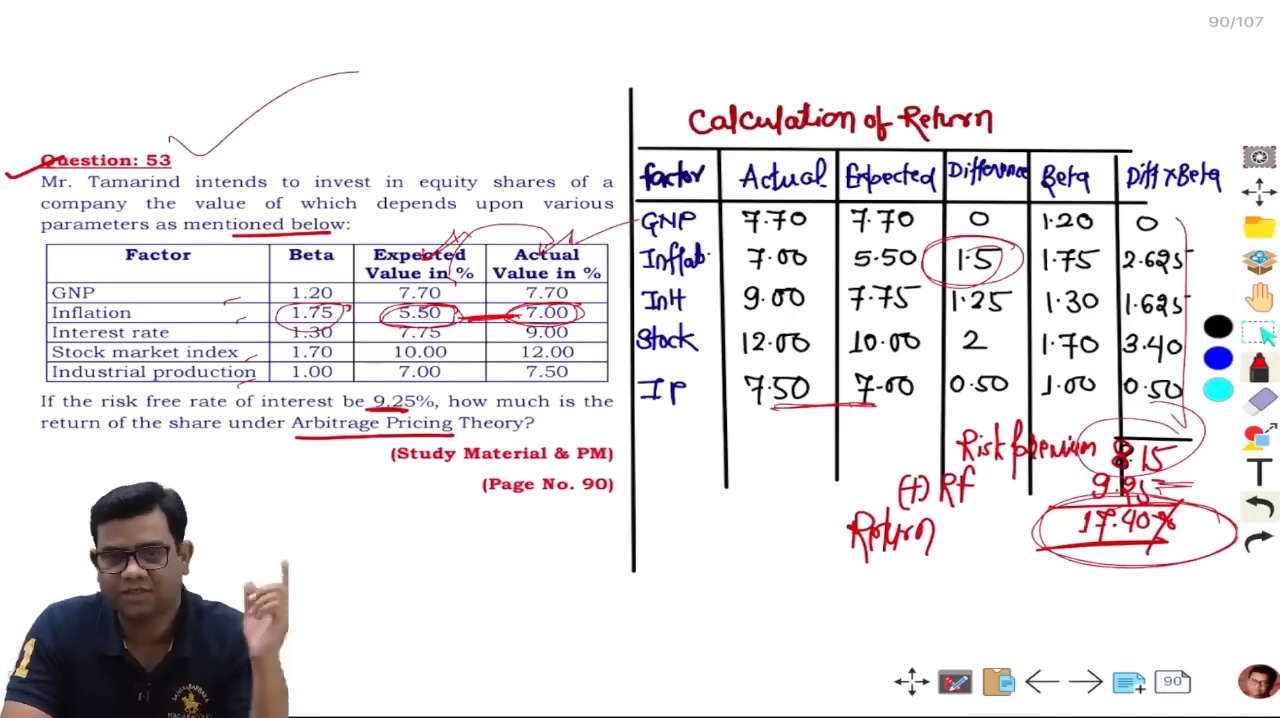 90/107
Question: 53
Mr. Tamarind intends to invest in equity shares of a
company the value of which depends upon various
parameters as mentioned below:
Factor Beta Expected Value in % Actual Value in %
GNP 1.20 7.70 7.70
Inflation 1.75 5.50 7.00
Interest rate 1.30 7.75 9.00
Stock market index 1.70 10.00 12.00
Industrial production 1.00 7.00 7.50
If the risk free rate of interest be 9.25%, how much is the
return of the share under Arbitrage Pricing Theory?
(Study Material & PM)
(Page No. 90)
Calculation of Return
factor Actual Expected Difference Beta Diff x Beta
GNP 7.70 7.70 0 1.20 0
7.00 5.50 1.5 1.75 2.625
Int 9.00 7.75 1.25 1.30 1.625
Stock 12.00 10.00 2 1.70 3.40
IP 7.50 7.00 0.50 1.00 0.50
Risk Premium 8.15
(+) Rf
Return 17.40%
90